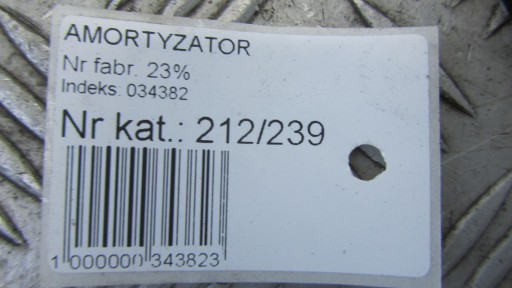 AMORTYZATOR
Nr fabr. 23%
Indeks: 034382
Nr kat.: 212/239
1 000000 343823